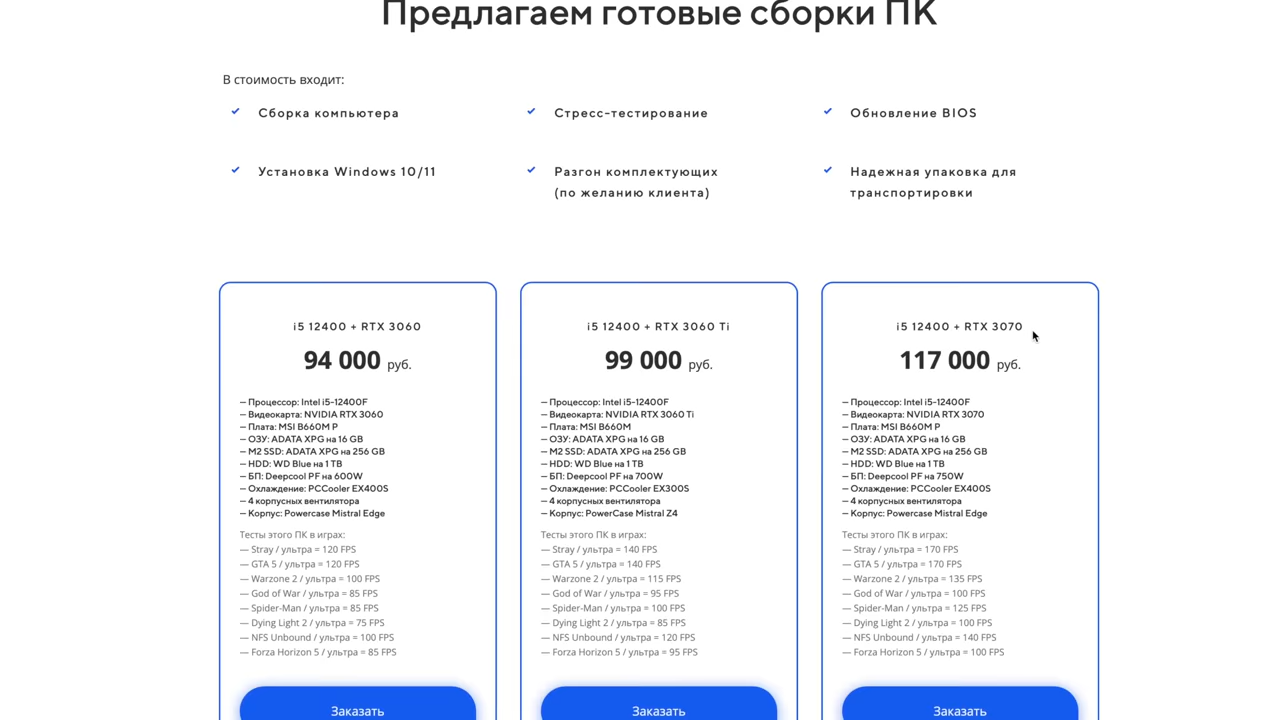 Предлагаем готовые сборки ПК
В стоимость входит:
Сборка компьютера
Стресс-тестирование
Обновление BIOS
Установка Windows 10/11
Разгон комплектующих
(по желанию клиента)
Надежная упаковка для
транспортировки
i5 12400 + RTX 3060
94 000 руб.
— Процессор: Intel i5-12400F
— Видеокарта: NVIDIA RTX 3060
— Плата: MSI B660M P
— ОЗУ: ADATA XPG на 16 GB
— M2 SSD: ADATA XPG на 256 GB
— HDD: WD Blue на 1 TB
— БП: Deepcool PF на 600W
— Охлаждение: PCCooler EX400S
— 4 корпусных вентилятора
— Корпус: Powercase Mistral Edge
Тесты этого ПК в играх:
— Stray / ультра = 120 FPS
— GTA 5 / ультра = 120 FPS
— Warzone 2 / ультра = 100 FPS
— God of War / ультра = 85 FPS
— Spider-Man / ультра = 85 FPS
— Dying Light 2 / ультра = 75 FPS
— NFS Unbound / ультра = 100 FPS
— Forza Horizon 5 / ультра = 85 FPS
Заказать
i5 12400 + RTX 3060 Ti
99 000 руб.
— Процессор: Intel i5-12400F
— Видеокарта: NVIDIA RTX 3060 Ti
— Плата: MSI B660M
— ОЗУ: ADATA XPG на 16 GB
— M2 SSD: ADATA XPG на 256 GB
— HDD: WD Blue на 1 TB
— БП: Deepcool PF на 700W
— Охлаждение: PCCooler EX300S
— 4 корпусных вентилятора
— Корпус: PowerCase Mistral Z4
Тесты этого ПК в играх:
— Stray / ультра = 140 FPS
— GTA 5 / ультра = 140 FPS
— Warzone 2 / ультра = 115 FPS
— God of War / ультра = 95 FPS
— Spider-Man / ультра = 100 FPS
— Dying Light 2 / ультра = 85 FPS
— NFS Unbound / ультра = 120 FPS
— Forza Horizon 5 / ультра = 95 FPS
Заказать
i5 12400 + RTX 3070
117 000 руб.
— Процессор: Intel i5-12400F
— Видеокарта: NVIDIA RTX 3070
— Плата: MSI B660M P
— ОЗУ: ADATA XPG на 16 GB
— M2 SSD: ADATA XPG на 256 GB
— HDD: WD Blue на 1 TB
— БП: Deepcool PF на 750W
— Охлаждение: PCCooler EX400S
— 4 корпусных вентилятора
— Корпус: Powercase Mistral Edge
Тесты этого ПК в играх:
— Stray / ультра = 170 FPS
— GTA 5 / ультра = 170 FPS
— Warzone 2 / ультра = 135 FPS
— God of War / ультра = 100 FPS
— Spider-Man / ультра = 125 FPS
— Dying Light 2 / ультра = 100 FPS
— NFS Unbound / ультра = 140 FPS
— Forza Horizon 5 / ультра = 100 FPS
Заказать